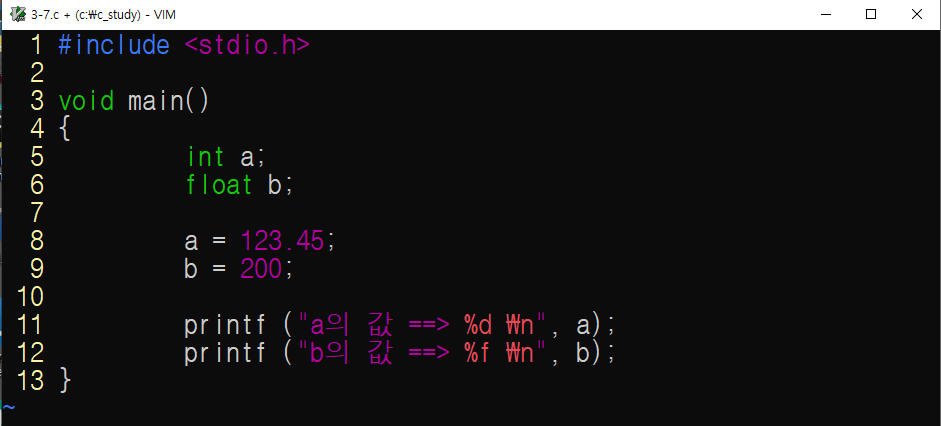 3-7.c + (c:₩c_study) - VIM
1 #include <stdio.h>
2
3 void main()
4 {
5         int a;
6         float b;
7
8         a = 123.45;
9         b = 200;
10
11         printf ("a의 값 ==> %d ₩n", a);
12         printf ("b의 값 ==> %f ₩n", b);
13 }
~